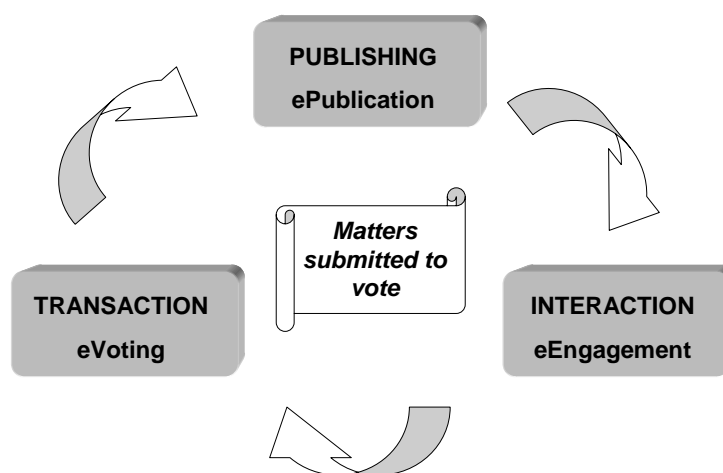 PUBLISHING
ePublication
Matters
submitted to
vote
TRANSACTION
eVoting
INTERACTION
eEngagement